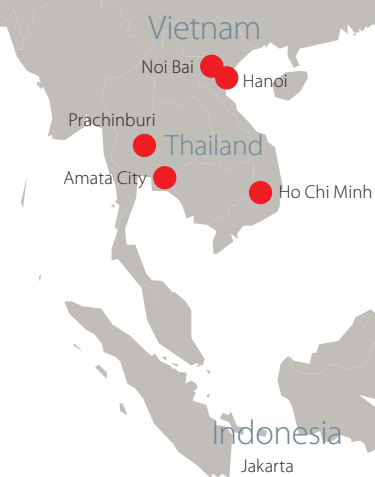 Vietnam
Noi Bai
Hanoi
Prachinburi
Thailand
Amata City
Ho Chi Minh
Indonesia
Jakarta